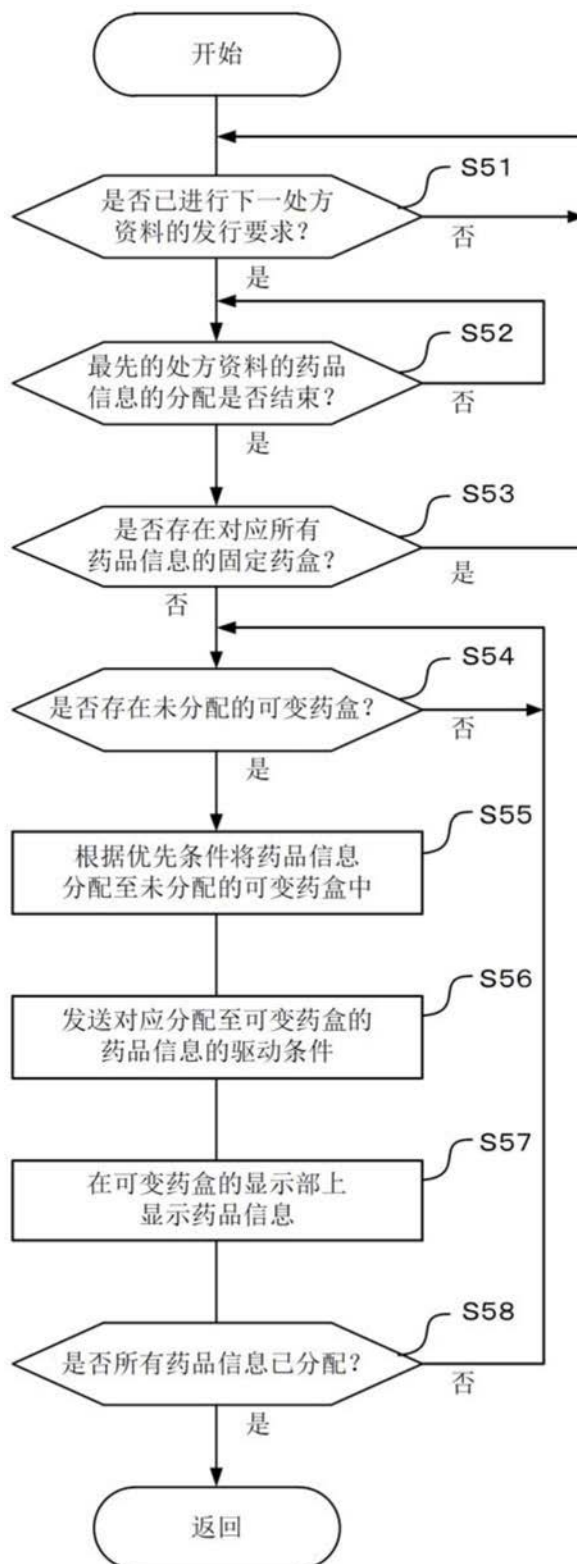 开始
S51
是否已进行下一处方
资料的发行要求？
否
是
S52
最先的处方资料的药品
信息的分配是否结束？
否
是
S53
是否存在对应所有
药品信息的固定药盒？
是
否
S54
是否存在未分配的可变药盒？
否
是
S55
根据优先条件将药品信息
分配至未分配的可变药盒中
S56
发送对应分配至可变药盒的
药品信息的驱动条件
S57
在可变药盒的显示部上
显示药品信息
S58
是否所有药品信息已分配？
否
是
返回